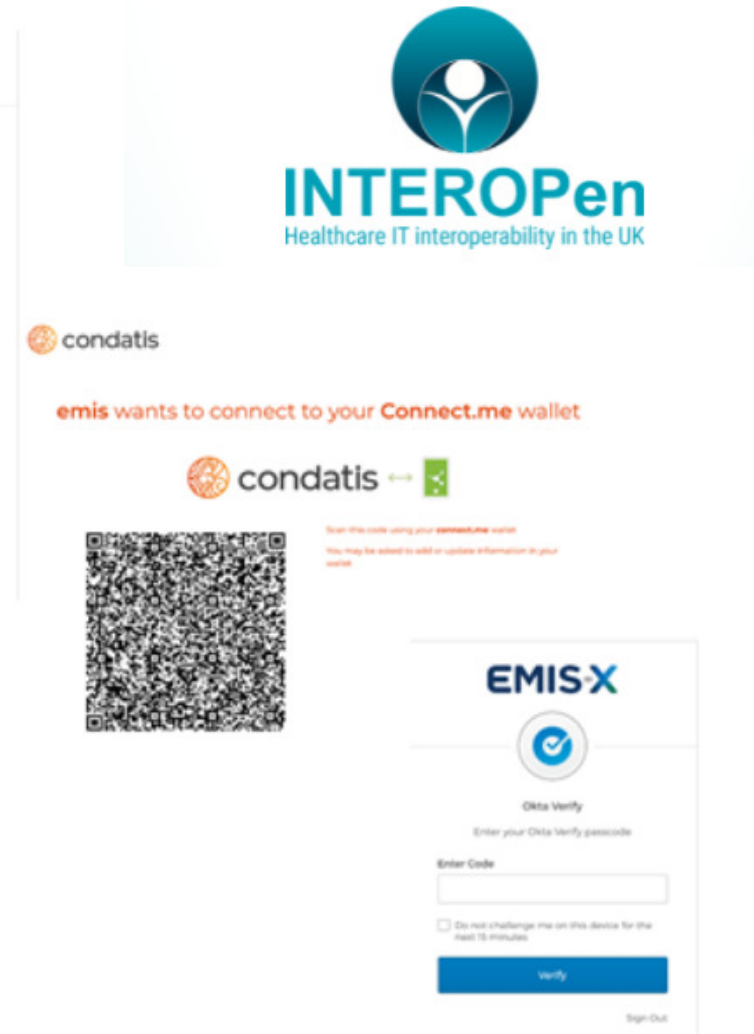 INTEROPen
Healthcare IT interoperability in the UK
condatis
emis wants to connect to your Connect.me wallet
condatis
Scan this code using your connect.me wallet
You may be asked to add or update information in your
wallet
EMIS-X
Okta Verify
Enter your Okta Verify passcode
Enter Code
Do not challenge me on this device for the
next 15 minutes
Verify
Sign Out